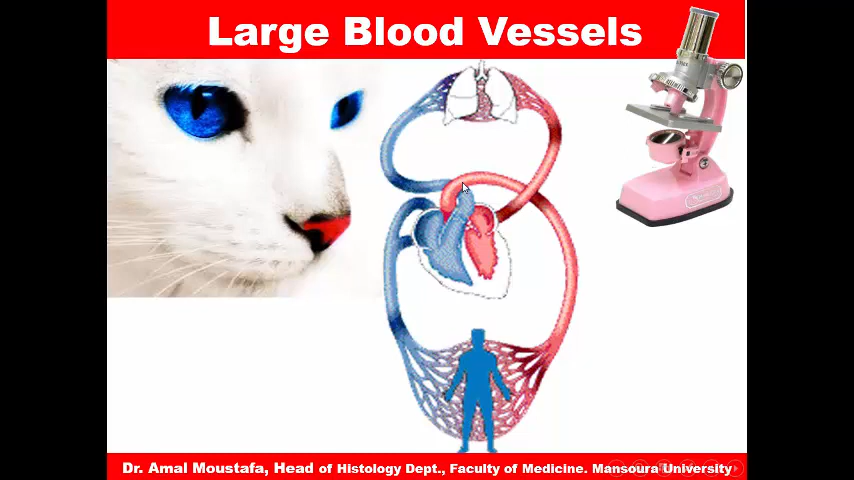 Large Blood Vessels
Dr. Amal Moustafa, Head of Histology Dept., Faculty of Medicine. Mansoura University